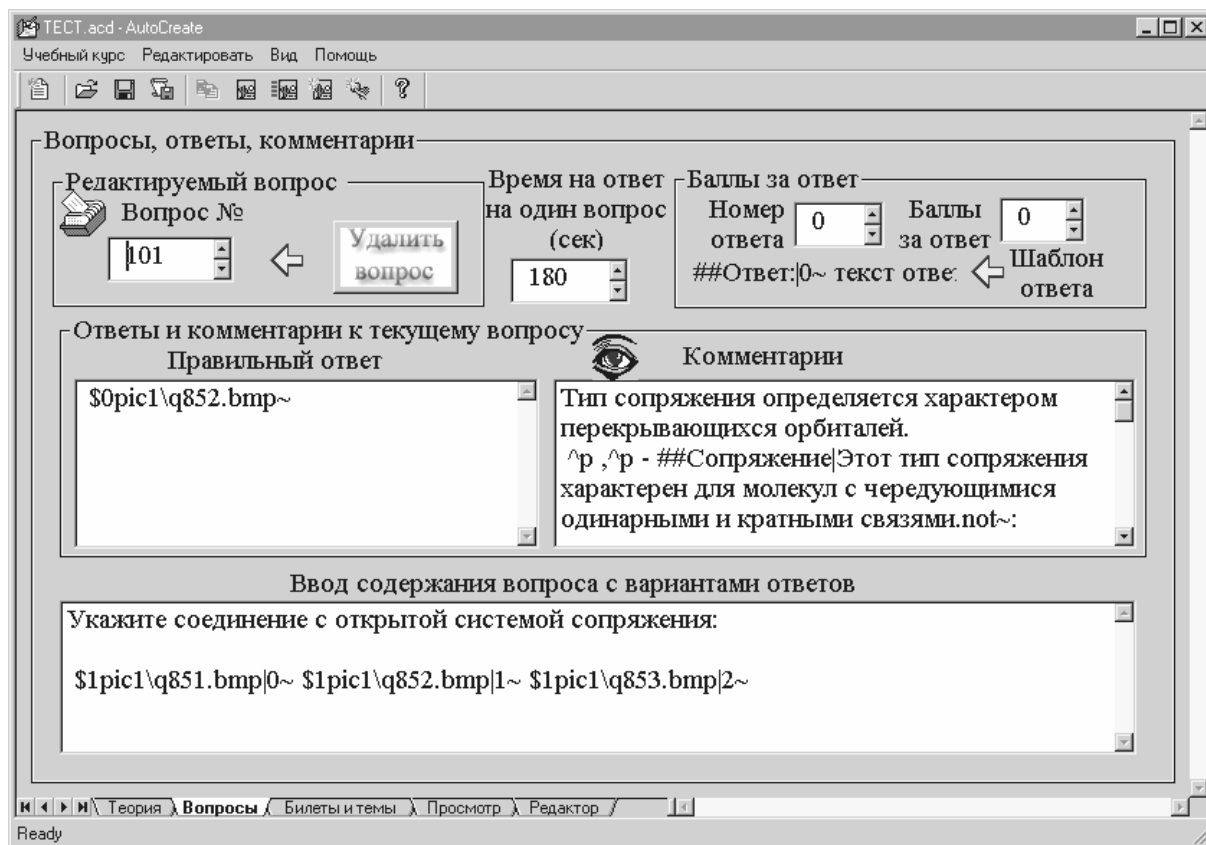 ТЕСТ.acd - AutoCreate
Учебный курс Редактировать Вид Помощь
Вопросы, ответы, комментарии
Редактируемый вопрос
Вопрос №
101
Удалить
вопрос
Время на ответ
на один вопрос
(сек)
180
Баллы за ответ
Номер
ответа
0
Баллы
за ответ
0
##Ответ:|0~ текст отве
Шаблон
ответа
Ответы и комментарии к текущему вопросу
Правильный ответ
Комментарии
$0pic1\q852.bmp~
Тип сопряжения определяется характером
перекрывающихся орбиталей.
^p ,^p - ##Сопряжение|Этот тип сопряжения
характерен для молекул с чередующимися
одинарными и кратными связями.not~:
Ввод содержания вопроса с вариантами ответов
Укажите соединение с открытой системой сопряжения:
$1pic1\q851.bmp|0~ $1pic1\q852.bmp|1~ $1pic1\q853.bmp|2~
Теория Вопросы Билеты и темы Просмотр Редактор
Ready